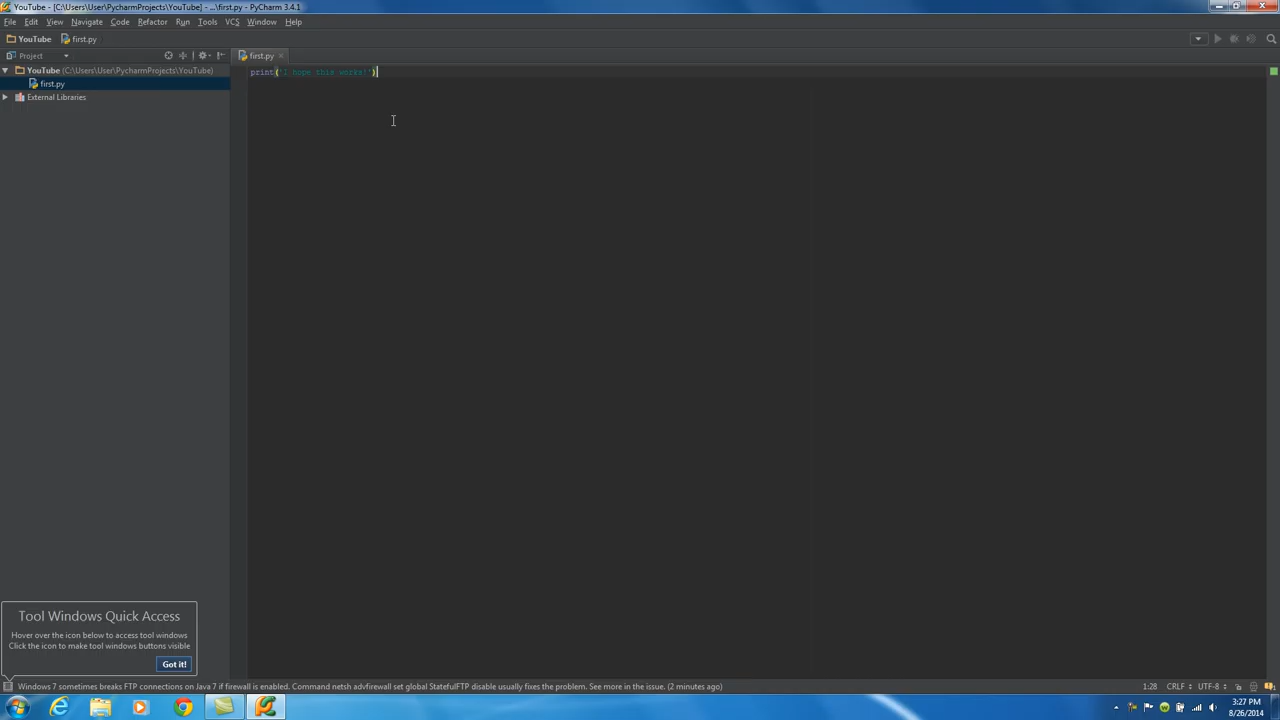 YouTube - [C:\Users\User\PycharmProjects\YouTube] - ...\first.py - PyCharm 3.4.1
File Edit View Navigate Code Refactor Run Tools VCS Window Help
YouTube first.py
Project first.py
YouTube (C:\Users\User\PycharmProjects\YouTube)
print('I hope this works!')
first.py
External Libraries
Tool Windows Quick Access
Hover over the icon below to access tool windows
Click the icon to make tool windows buttons visible
Got it!
Windows 7 sometimes breaks FTP connections on Java 7 if firewall is enabled. Command netsh advfirewall set global StatefulFTP disable usually fixes the problem. See more in the issue. (2 minutes ago) 1:28 CRLF UTF-8
3:27 PM
8/26/2014